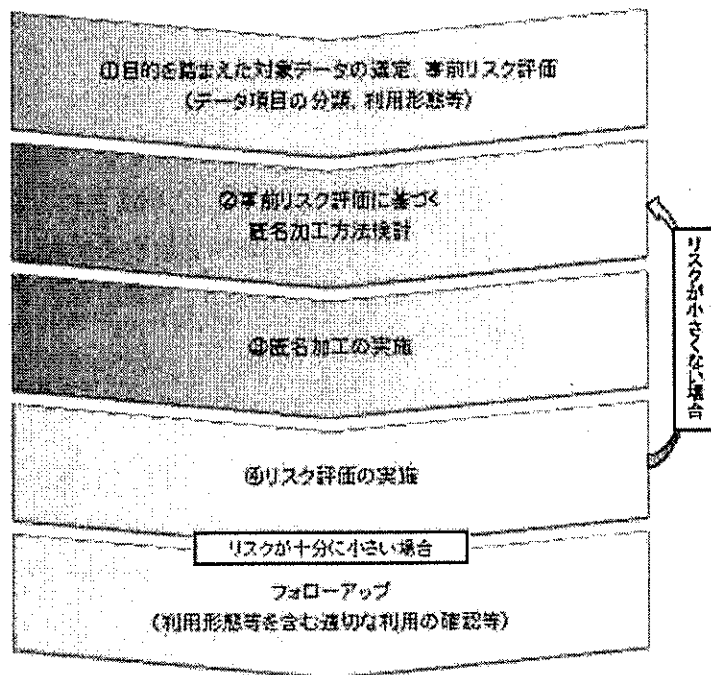 ①目的を踏まえた対象データの選定、事前リスク評価
（データ項目の分類、利用形態等）
②事前リスク評価に基づく
匿名加工方法検討
③匿名加工の実施
④リスク評価の実施
リスクが小さくない場合
リスクが十分に小さい場合
フォローアップ
（利用形態等を含む適切な利用の確認等）